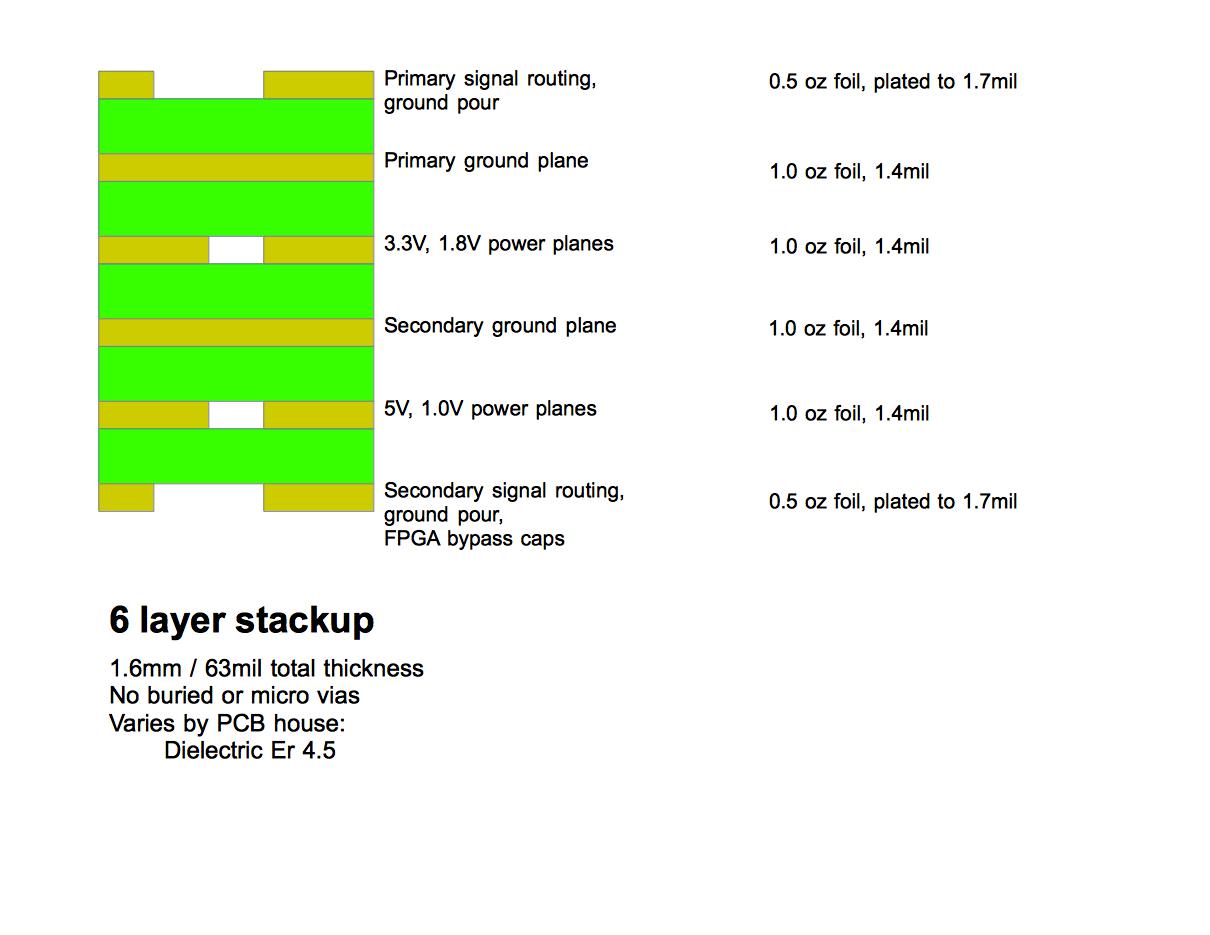 Primary signal routing,
ground pour
0.5 oz foil, plated to 1.7mil
Primary ground plane
1.0 oz foil, 1.4mil
3.3V, 1.8V power planes
1.0 oz foil, 1.4mil
Secondary ground plane
1.0 oz foil, 1.4mil
5V, 1.0V power planes
1.0 oz foil, 1.4mil
Secondary signal routing,
ground pour,
FPGA bypass caps
0.5 oz foil, plated to 1.7mil
6 layer stackup
1.6mm / 63mil total thickness
No buried or micro vias
Varies by PCB house:
Dielectric Er 4.5